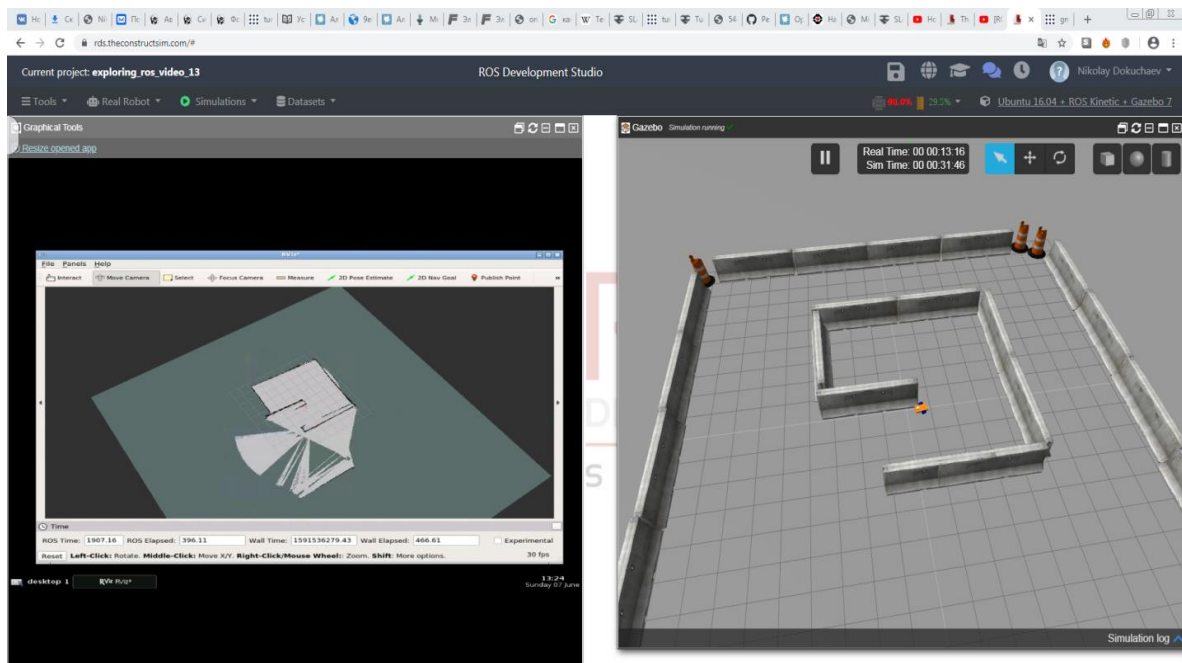 rds.theconstructsim.com/#
Current project: exploring_ros_video_13
ROS Development Studio
Nikolay Dokuchaev
Tools
Real Robot
Simulations
Datasets
29.5%
Ubuntu 16.04 + ROS Kinetic + Gazebo 7
Graphical Tools
Resize opened app
RViz*
File Panels Help
Interact Move Camera Select Focus Camera Measure 2D Pose Estimate 2D Nav Goal Publish Point
Time
ROS Time: 1907.16 ROS Elapsed: 396.11 Wall Time: 1591536279.43 Wall Elapsed: 466.61 Experimental
Reset Left-Click: Rotate. Middle-Click: Move X/Y. Right-Click/Mouse Wheel: Zoom. Shift: More options. 30 fps
desktop 1 RViz*
13:24
Sunday 07 June
Gazebo Simulation running
Real Time: 00 00:13:16
Sim Time: 00 00:31:46
Simulation log